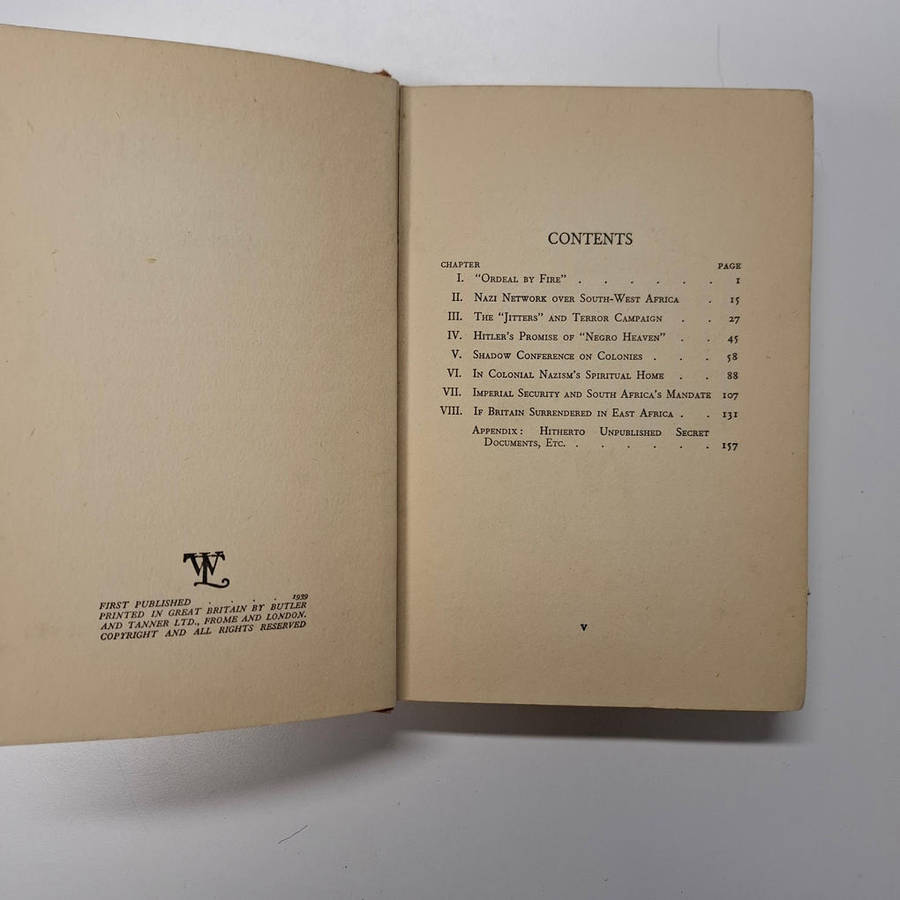 WL
FIRST PUBLISHED . . . . 1939
PRINTED IN GREAT BRITAIN BY BUTLER
AND TANNER LTD., FROME AND LONDON.
COPYRIGHT AND ALL RIGHTS RESERVED
CONTENTS
CHAPTER PAGE
I. "ORDEAL BY FIRE" . . . . . . 1
II. NAZI NETWORK OVER SOUTH-WEST AFRICA . 15
III. THE "JITTERS" AND TERROR CAMPAIGN . . 27
IV. HITLER'S PROMISE OF "NEGRO HEAVEN" . . 45
V. SHADOW CONFERENCE ON COLONIES . . . 58
VI. IN COLONIAL NAZISM'S SPIRITUAL HOME . . 88
VII. IMPERIAL SECURITY AND SOUTH AFRICA'S MANDATE 107
VIII. IF BRITAIN SURRENDERED IN EAST AFRICA . . 131
APPENDIX: HITHERTO UNPUBLISHED SECRET
DOCUMENTS, ETC. . . . . . . 157
v